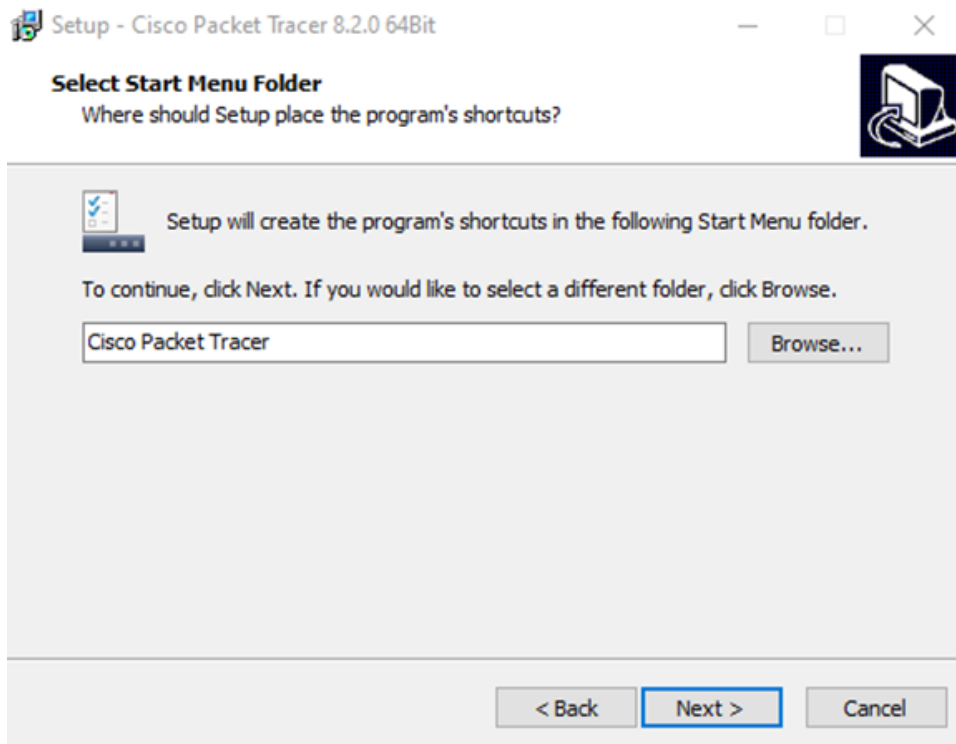 Setup - Cisco Packet Tracer 8.2.0 64Bit
Select Start Menu Folder
Where should Setup place the program's shortcuts?
Setup will create the program's shortcuts in the following Start Menu folder.
To continue, click Next. If you would like to select a different folder, click Browse.
Cisco Packet Tracer
Browse...
< Back
Next >
Cancel